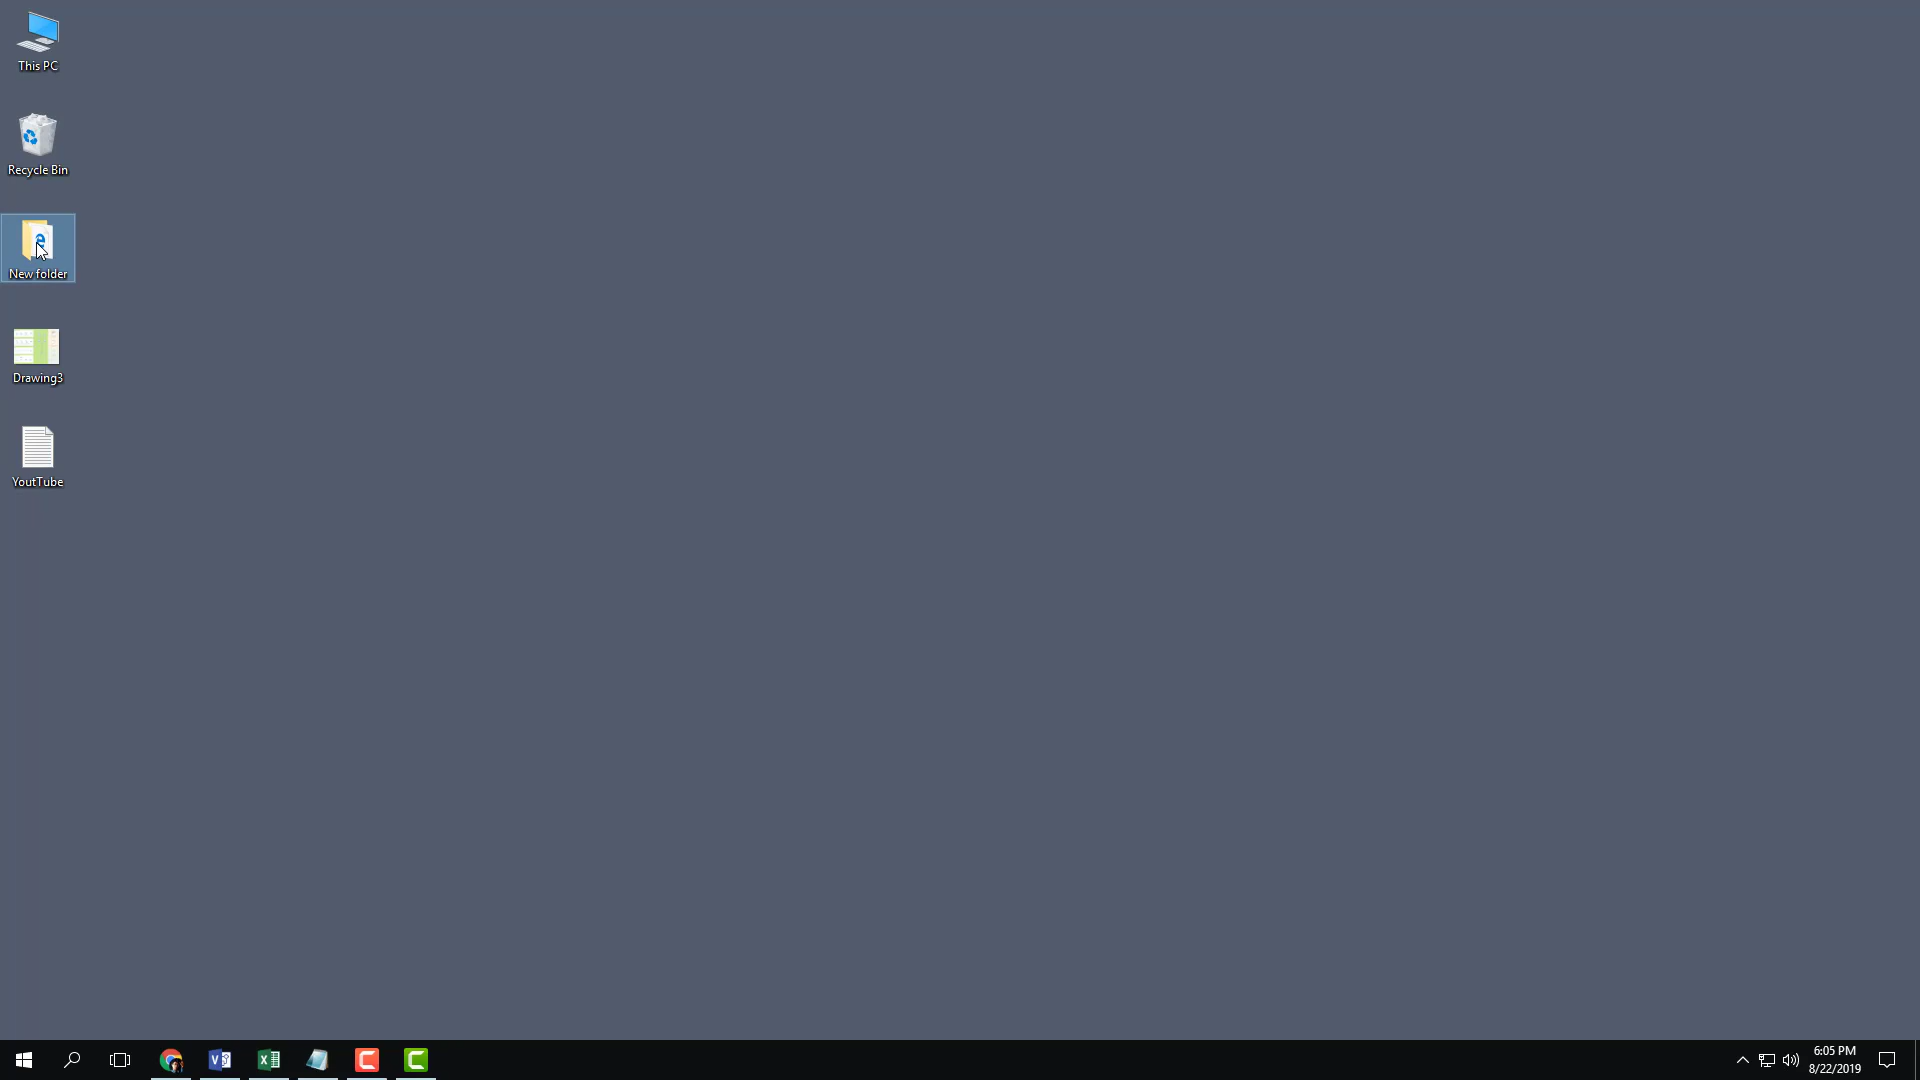 This PC
Recycle Bin
New folder
Drawing3
YoutTube
6:05 PM
8/22/2019